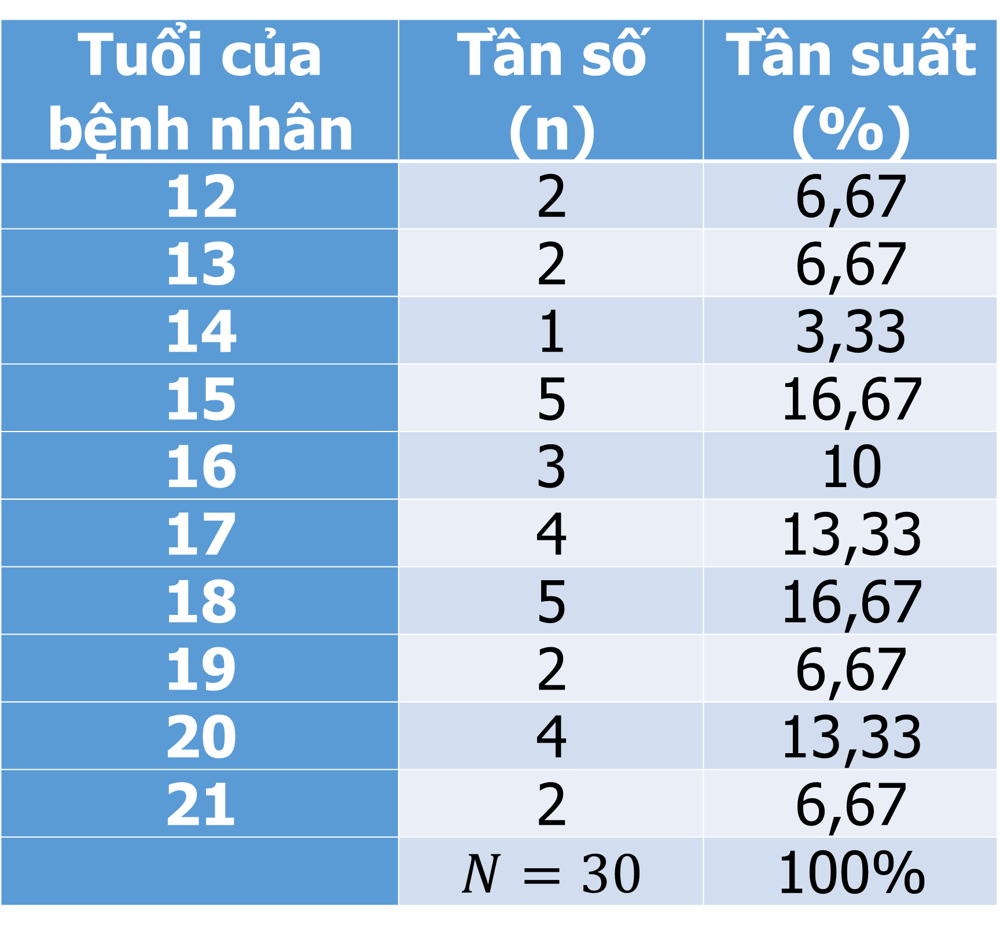 Tuổi của bệnh nhân Tần số (n) Tần suất (%)
12 2 6,67
13 2 6,67
14 1 3,33
15 5 16,67
16 3 10
17 4 13,33
18 5 16,67
19 2 6,67
20 4 13,33
21 2 6,67
N = 30 100%